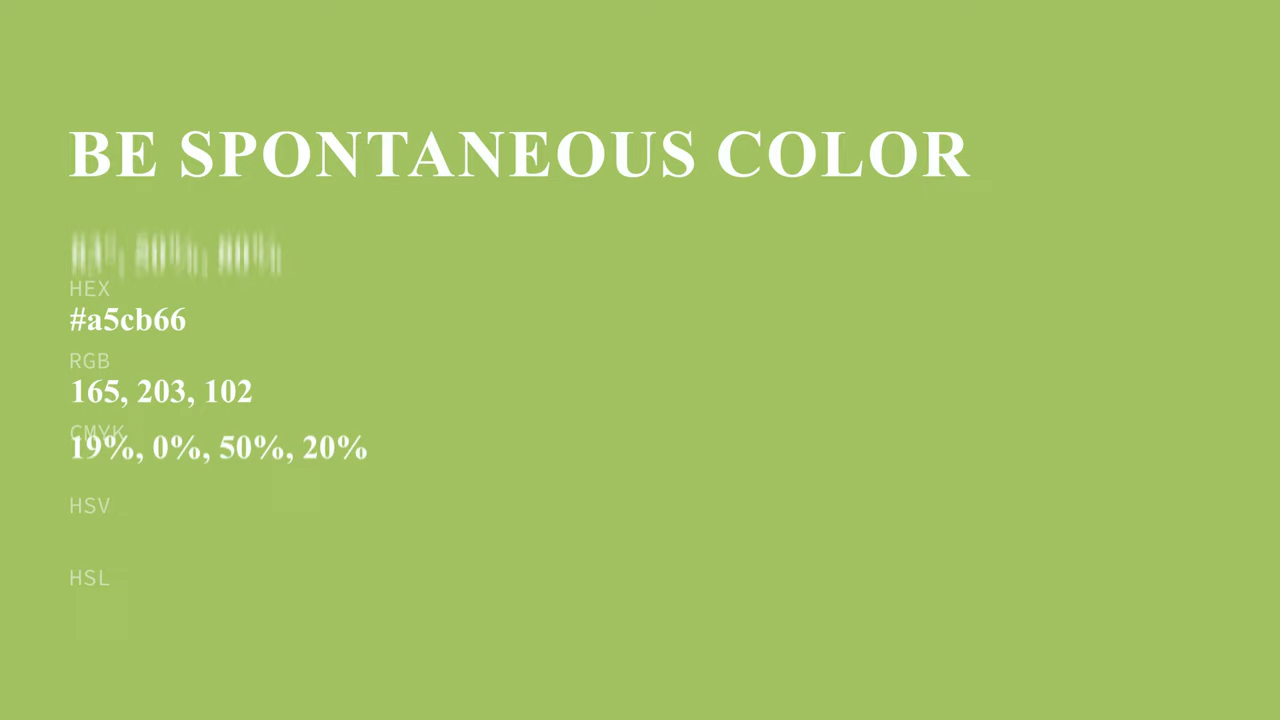 BE SPONTANEOUS COLOR
HEX
#a5cb66
RGB
165, 203, 102
CMYK
19%, 0%, 50%, 20%
HSV
HSL